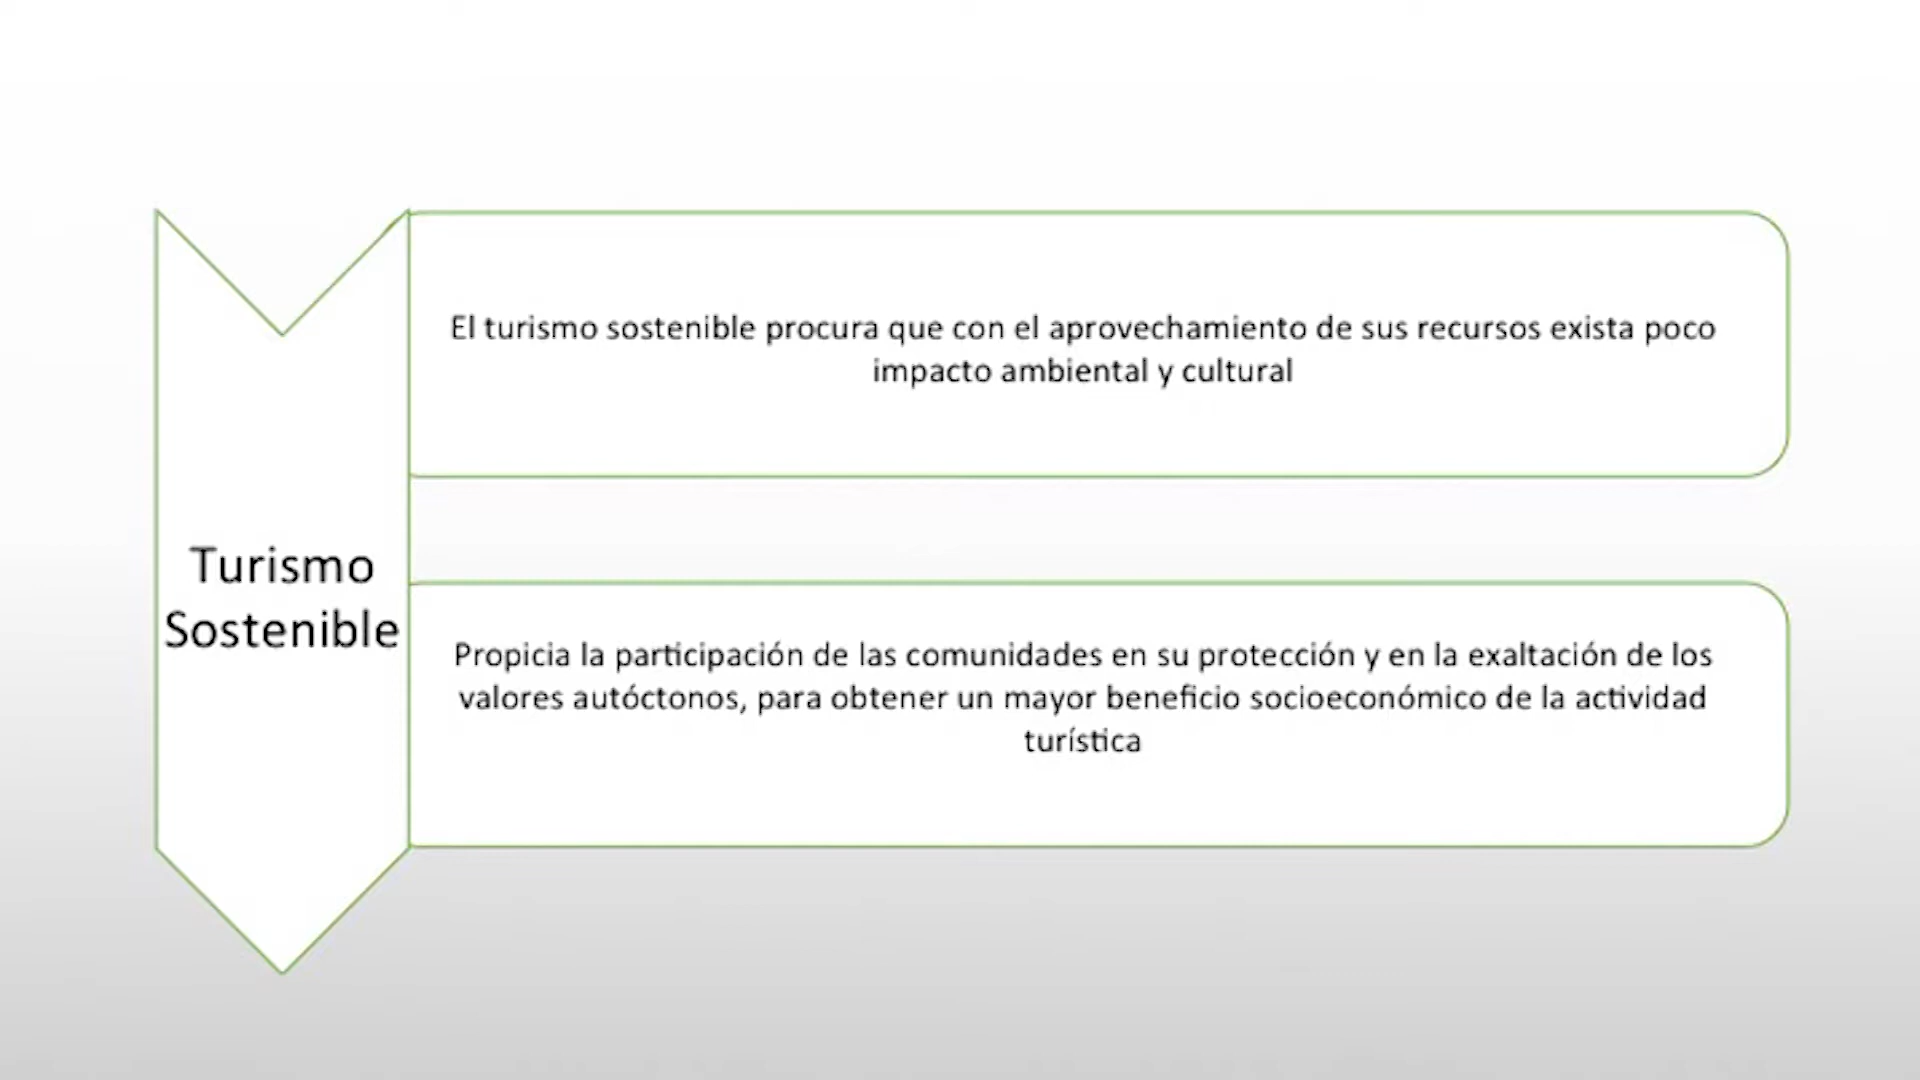 Turismo
Sostenible
El turismo sostenible procura que con el aprovechamiento de sus recursos exista poco
impacto ambiental y cultural
Propicia la participación de las comunidades en su protección y en la exaltación de los
valores autóctonos, para obtener un mayor beneficio socioeconómico de la actividad
turística